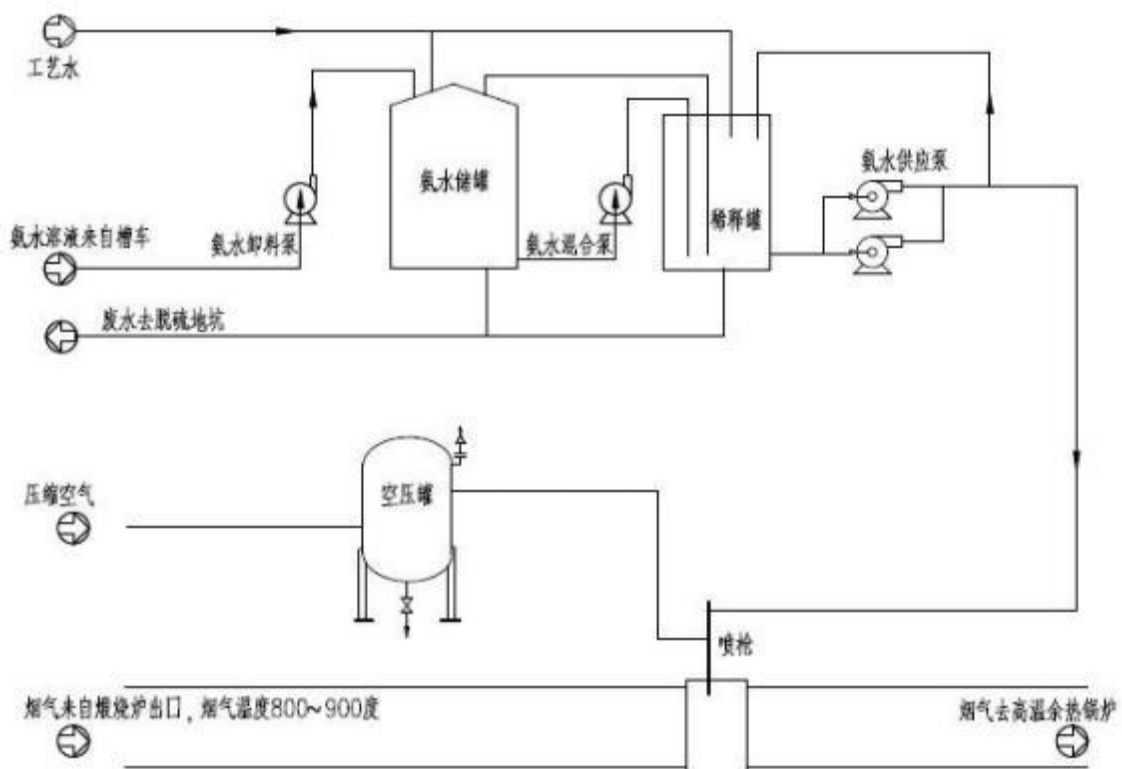 工艺水
氨水储罐
氨水供应泵
稀释罐
氨水溶液来自槽车
氨水卸料泵
氨水混合泵
废水去脱硫地坑
压缩空气
空压罐
喷枪
烟气来自煅烧炉出口，烟气温度800~900度
烟气去高温余热锅炉